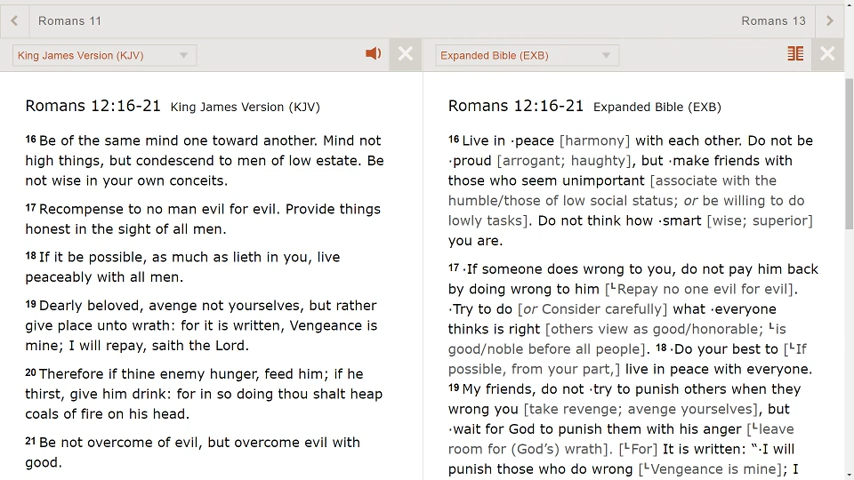 Romans 11
Romans 13
King James Version (KJV)
Expanded Bible (EXB)
Romans 12:16-21 King James Version (KJV)
16 Be of the same mind one toward another. Mind not
high things, but condescend to men of low estate. Be
not wise in your own conceits.
17 Recompense to no man evil for evil. Provide things
honest in the sight of all men.
18 If it be possible, as much as lieth in you, live
peaceably with all men.
19 Dearly beloved, avenge not yourselves, but rather
give place unto wrath: for it is written, Vengeance is
mine; I will repay, saith the Lord.
20 Therefore if thine enemy hunger, feed him; if he
thirst, give him drink: for in so doing thou shalt heap
coals of fire on his head.
21 Be not overcome of evil, but overcome evil with
good.
Romans 12:16-21 Expanded Bible (EXB)
16 Live in ·peace [harmony] with each other. Do not be
·proud [arrogant; haughty], but ·make friends with
those who seem unimportant [associate with the
humble/those of low social status; or be willing to do
lowly tasks]. Do not think how ·smart [wise; superior]
you are.
17 ·If someone does wrong to you, do not pay him back
by doing wrong to him [ᴸRepay no one evil for evil].
·Try to do [or Consider carefully] what ·everyone
thinks is right [others view as good/honorable; ᴸis
good/noble before all people]. 18 ·Do your best to [ᴸIf
possible, from your part,] live in peace with everyone.
19 My friends, do not ·try to punish others when they
wrong you [take revenge; avenge yourselves], but
·wait for God to punish them with his anger [ᴸleave
room for (God's) wrath]. [ᴸFor] It is written: “·I will
punish those who do wrong [ᴸVengeance is mine]; I